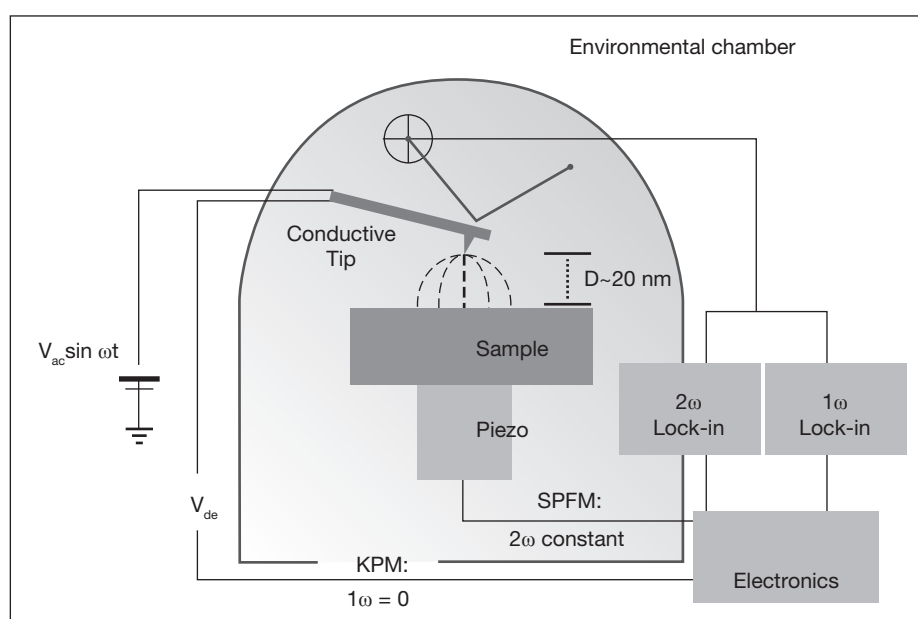 Environmental chamber
Conductive
Tip
D~20 nm
V_ac sin ωt
Sample
2ω
Lock-in
1ω
Lock-in
Piezo
V_de
SPFM:
2ω constant
KPM:
1ω = 0
Electronics